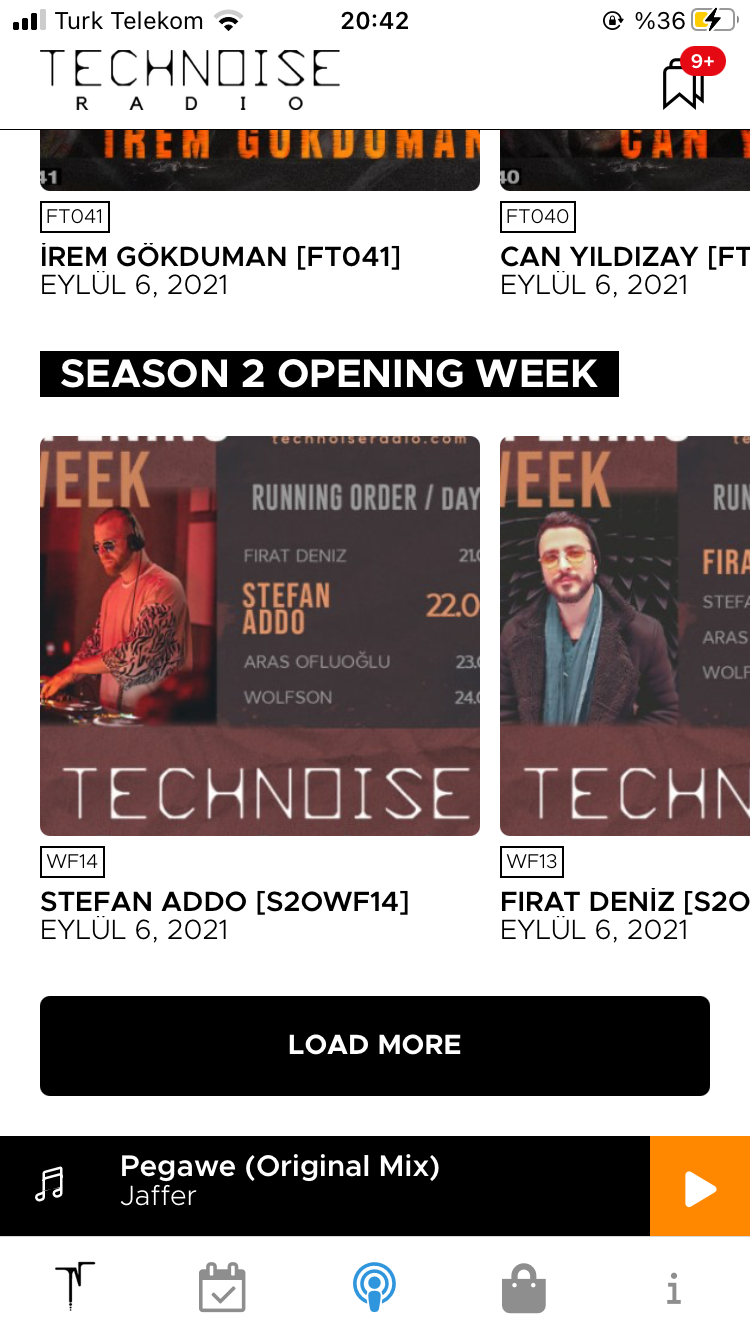 Turk Telekom 20:42 %36
TECHNOISE
RADIO
9+
IREM GOKDUMAN
CAN
41
40
FT041
FT040
İREM GÖKDUMAN [FT041]
CAN YILDIZAY [FT
EYLÜL 6, 2021
EYLÜL 6, 2021
SEASON 2 OPENING WEEK
technoiseradio.com
WEEK
RUNNING ORDER / DAY
FIRAT DENIZ 21.0
STEFAN
ADDO
22.0
ARAS OFLUOĞLU 23.0
WOLFSON 24.0
TECHNOISE
WEEK
RUN
FIRA
STEFA
ARAS
WOLF
TECHN
WF14
WF13
STEFAN ADDO [S2OWF14]
FIRAT DENİZ [S2O
EYLÜL 6, 2021
EYLÜL 6, 2021
LOAD MORE
Pegawe (Original Mix)
Jaffer
i